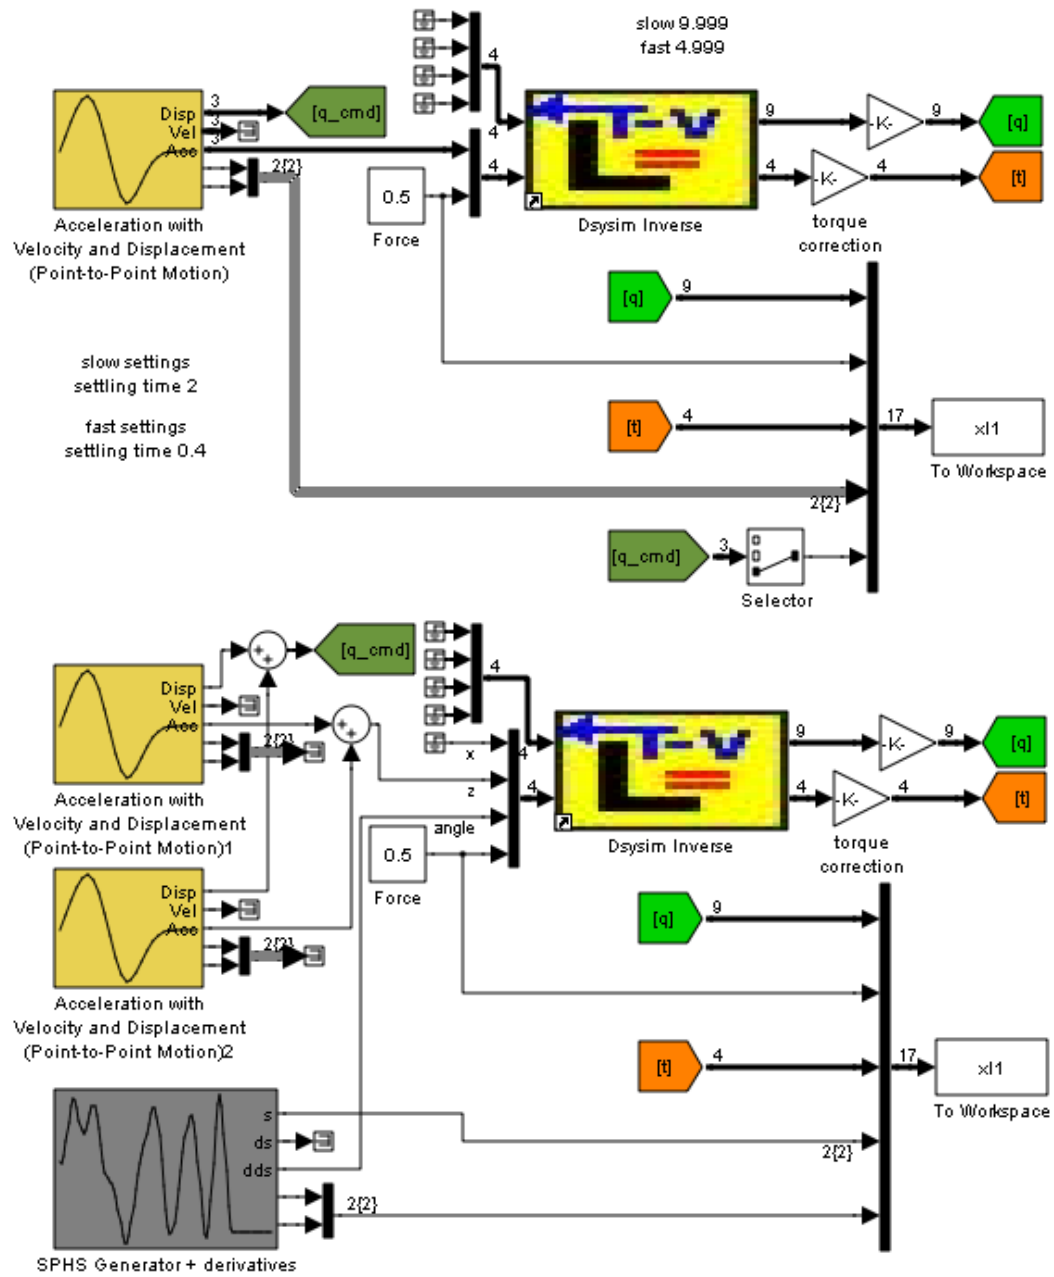 slow 9.999
fast 4.999
4
Disp
Vel
Acc
3
3
3
[q_cmd]
2{2}
4
4
0.5
Force
T-V
Dsysim Inverse
9
4
-K-
-K-
9
4
[q]
[t]
torque
correction
Acceleration with
Velocity and Displacement
(Point-to-Point Motion)
[q]
9
slow settings
settling time 2
fast settings
settling time 0.4
[t]
4
17
xl1
To Workspace
2{2}
[q_cmd]
3
Selector
[q_cmd]
4
Disp
Vel
Acc
2{2}
Acceleration with
Velocity and Displacement
(Point-to-Point Motion)1
x
z
angle
4
4
0.5
Force
T-V
Dsysim Inverse
9
4
-K-
-K-
9
4
[q]
[t]
torque
correction
Disp
Vel
Acc
2{2}
Acceleration with
Velocity and Displacement
(Point-to-Point Motion)2
[q]
9
[t]
4
17
xl1
To Workspace
s
ds
dds
2{2}
2{2}
SPHS Generator + derivatives